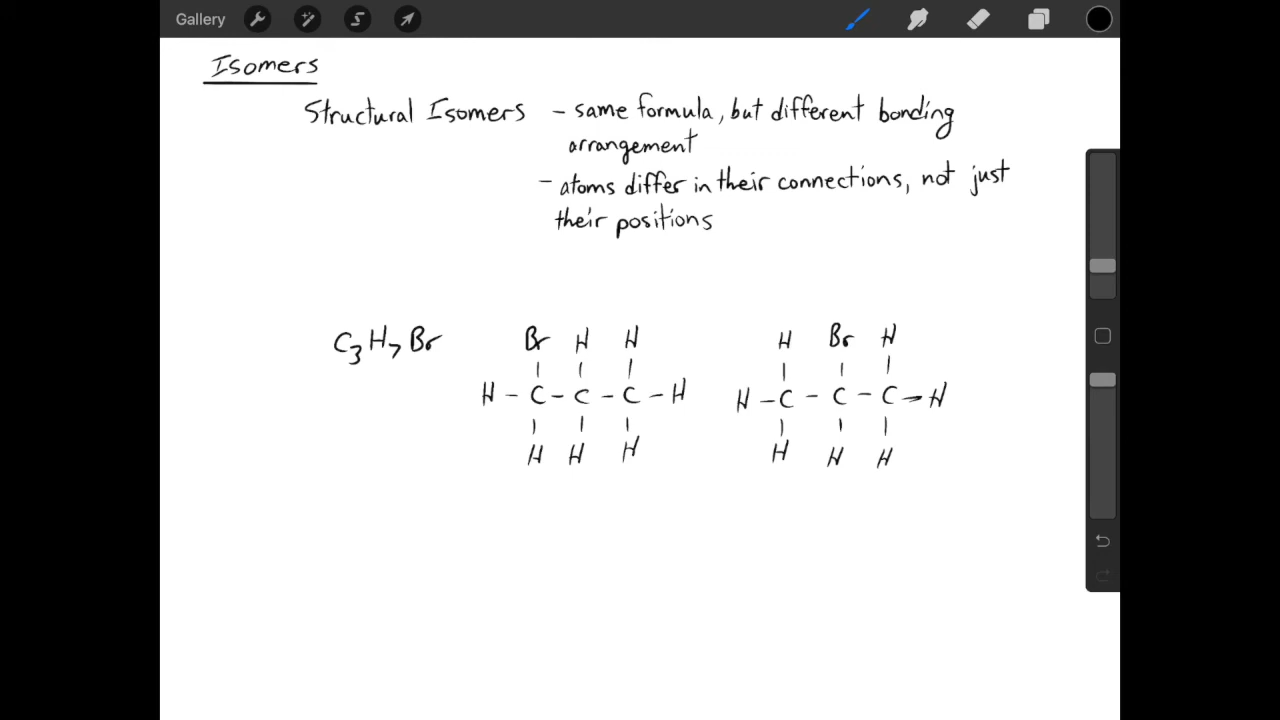 Gallery
Isomers
Structural Isomers - same formula, but different bonding
arrangement
- atoms differ in their connections, not just
their positions
C₃H₇Br
Br H H
H - C - C - C - H
H H H
H Br H
H - C - C - C - H
H H H